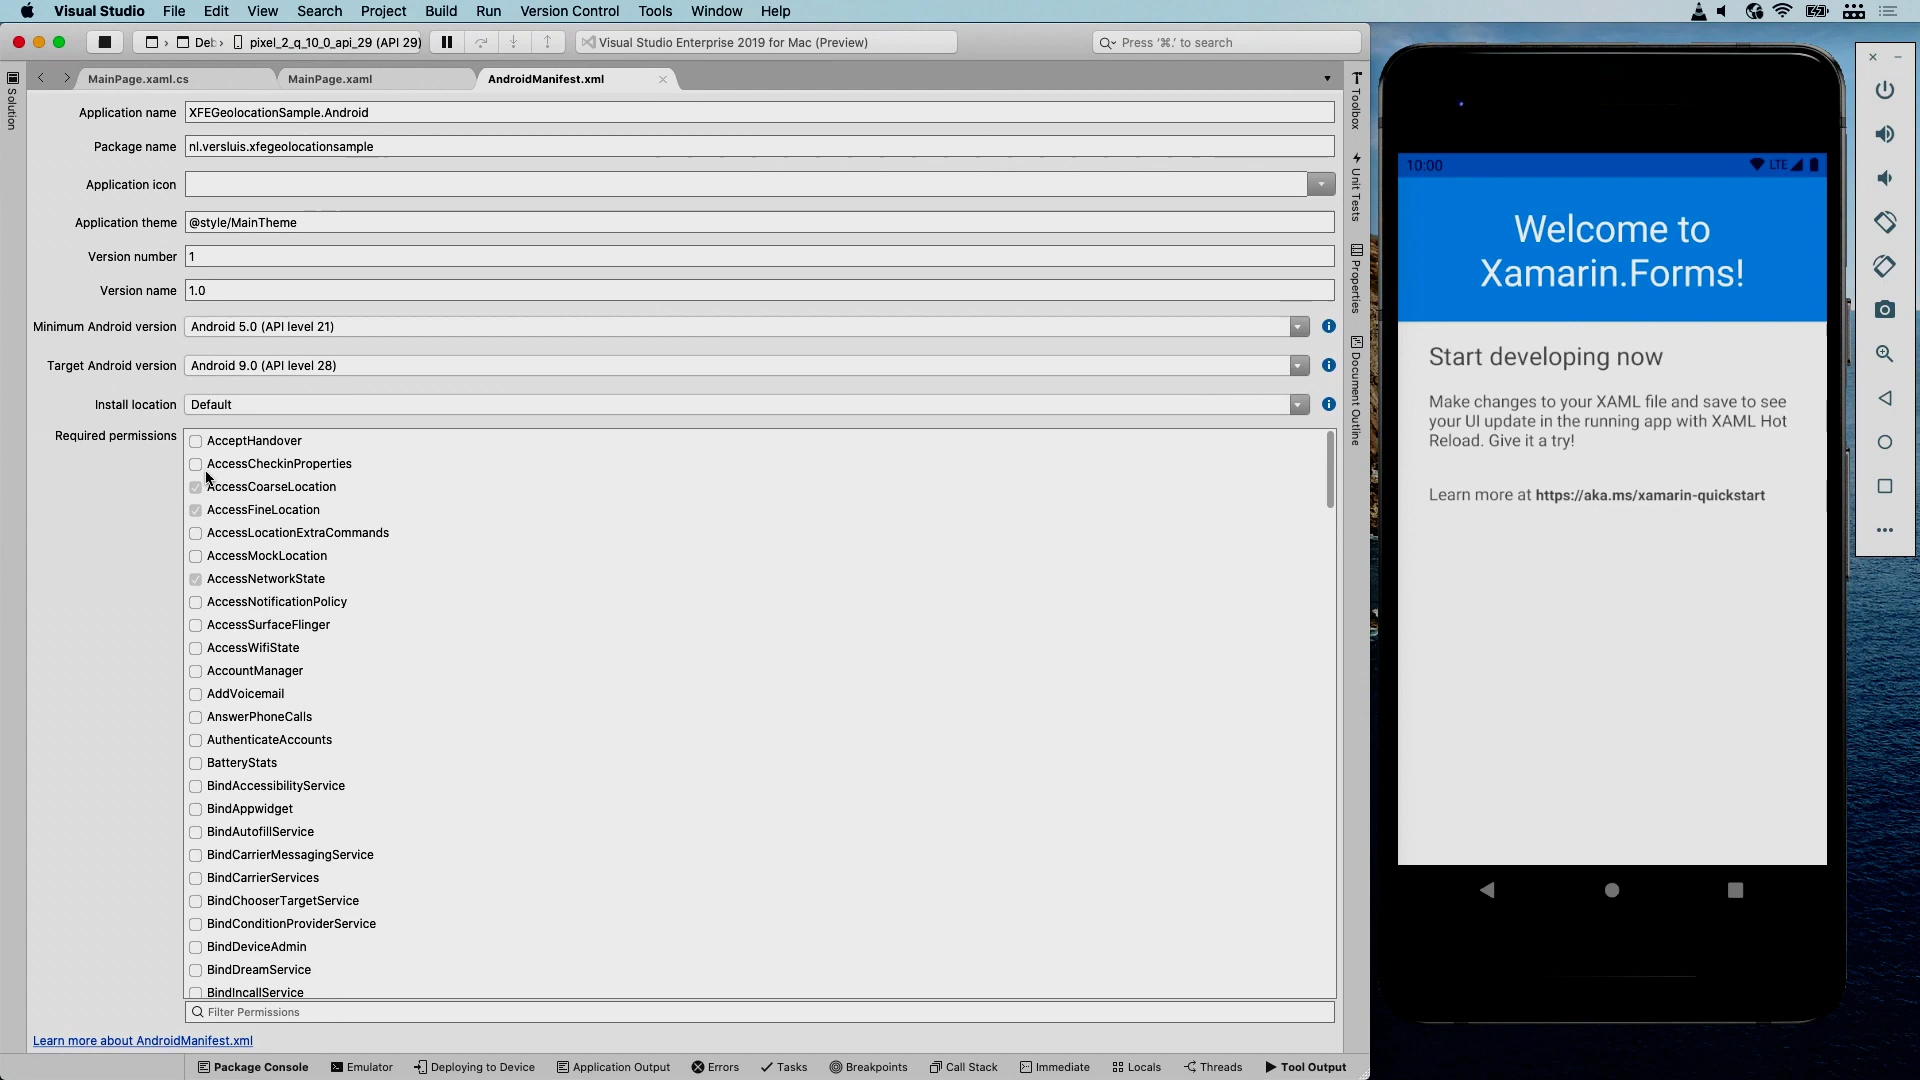 Visual Studio File Edit View Search Project Build Run Version Control Tools Window Help
Deb pixel_2_q_10_0_api_29 (API 29) Visual Studio Enterprise 2019 for Mac (Preview) Press '⌘.' to search
Solution
MainPage.xaml.cs MainPage.xaml AndroidManifest.xml
Application name XFEGeolocationSample.Android
Package name nl.versluis.xfegeolocationsample
Application icon
Application theme @style/MainTheme
Version number 1
Version name 1.0
Minimum Android version Android 5.0 (API level 21)
Target Android version Android 9.0 (API level 28)
Install location Default
Required permissions
AcceptHandover
AccessCheckinProperties
AccessCoarseLocation
AccessFineLocation
AccessLocationExtraCommands
AccessMockLocation
AccessNetworkState
AccessNotificationPolicy
AccessSurfaceFlinger
AccessWifiState
AccountManager
AddVoicemail
AnswerPhoneCalls
AuthenticateAccounts
BatteryStats
BindAccessibilityService
BindAppwidget
BindAutofillService
BindCarrierMessagingService
BindCarrierServices
BindChooserTargetService
BindConditionProviderService
BindDeviceAdmin
BindDreamService
BindIncallService
Filter Permissions
Learn more about AndroidManifest.xml
Package Console Emulator Deploying to Device Application Output Errors Tasks Breakpoints Call Stack Immediate Locals Threads Tool Output
Toolbox
Unit Tests
Properties
Document Outline
10:00 LTE
Welcome to
Xamarin.Forms!
Start developing now
Make changes to your XAML file and save to see
your UI update in the running app with XAML Hot
Reload. Give it a try!
Learn more at https://aka.ms/xamarin-quickstart